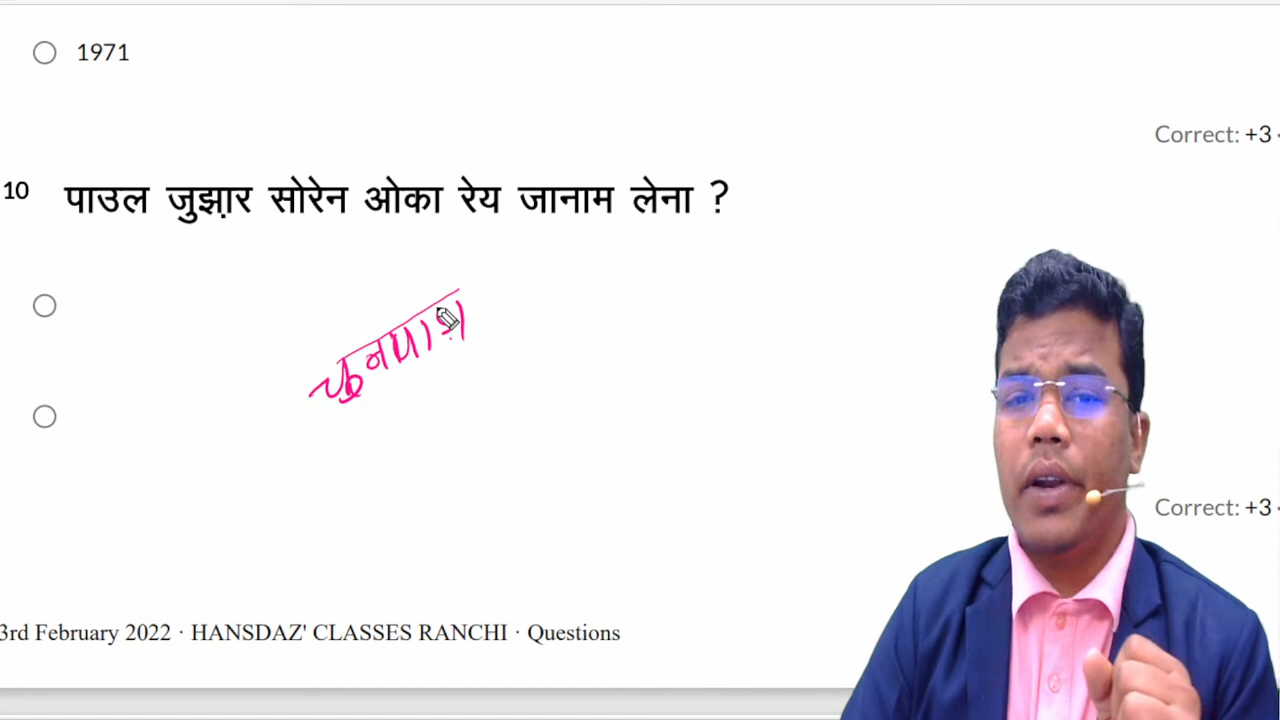 1971
Correct: +3
10 पाउल जुझा़र सोरेन ओका रेय जानाम लेना ?
Correct: +3
3rd February 2022 · HANSDAZ' CLASSES RANCHI · Questions